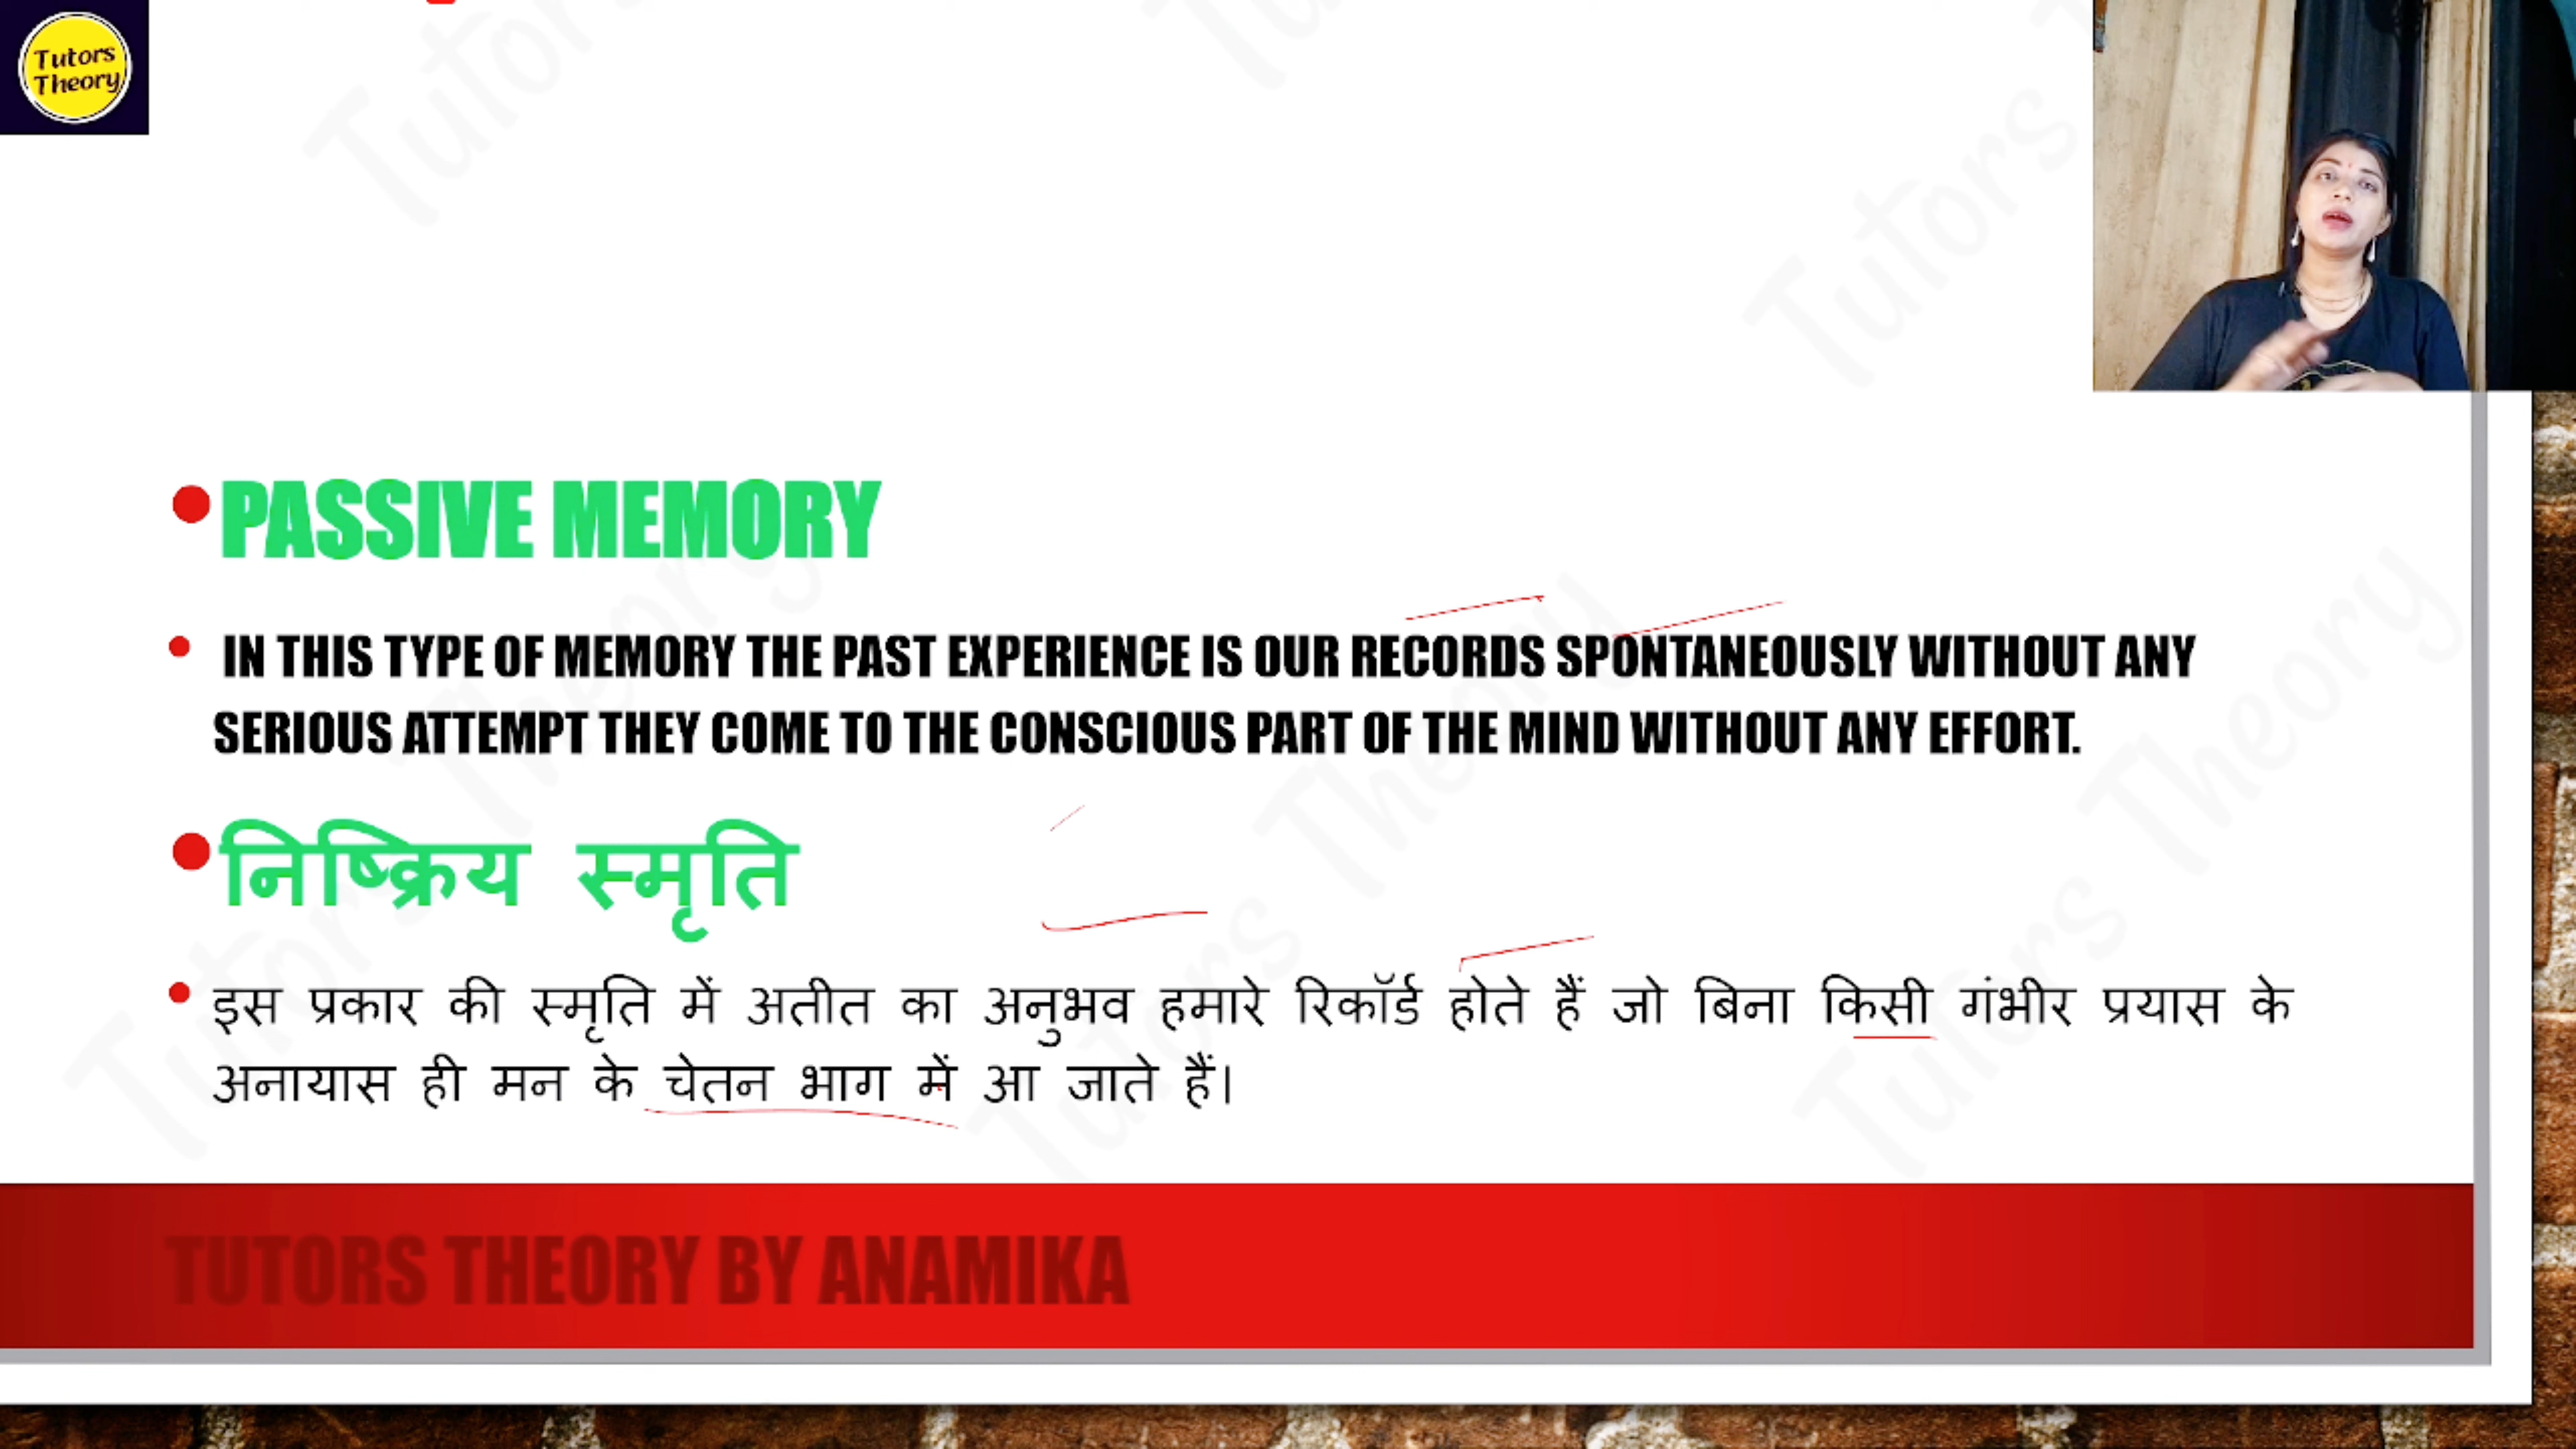 Tutors
Theory
PASSIVE MEMORY
IN THIS TYPE OF MEMORY THE PAST EXPERIENCE IS OUR RECORDS SPONTANEOUSLY WITHOUT ANY
SERIOUS ATTEMPT THEY COME TO THE CONSCIOUS PART OF THE MIND WITHOUT ANY EFFORT.
निष्क्रिय स्मृति
इस प्रकार की स्मृति में अतीत का अनुभव हमारे रिकॉर्ड होते हैं जो बिना किसी गंभीर प्रयास के
अनायास ही मन के चेतन भाग में आ जाते हैं।
TUTORS THEORY BY ANAMIKA